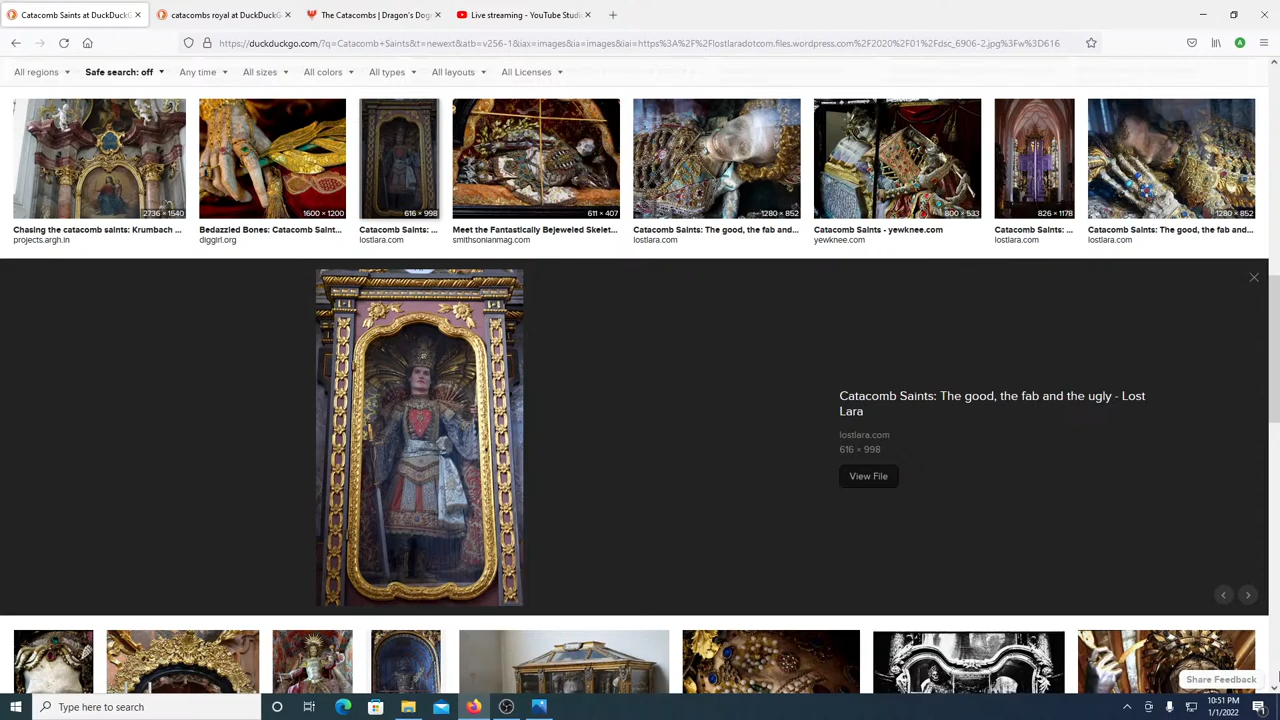 Catacomb Saints at DuckDuckG
catacombs royal at DuckDuckGo
The Catacombs | Dragon's Dogm
Live streaming - YouTube Studio
https://duckduckgo.com/?q=Catacomb+Saints&t=newext&atb=v256-1&iax=images&ia=images&iai=https%3A%2F%2Flostlaradotcom.files.wordpress.com%2F2020%2F01%2Fdsc_6906-2.jpg%3Fw%3D616
A
All regions
Safe search: off
Any time
All sizes
All colors
All types
All layouts
All Licenses
2736 × 1540
1600 × 1200
616 × 998
611 × 407
1280 × 852
800 × 533
826 × 1178
1280 × 852
Chasing the catacomb saints: Krumbach ...
Bedazzled Bones: Catacomb Saint...
Catacomb Saints: ...
Meet the Fantastically Bejeweled Skelet...
Catacomb Saints: The good, the fab and...
Catacomb Saints - yewknee.com
Catacomb Saints: ...
Catacomb Saints: The good, the fab and...
projects.argh.in
diggirl.org
lostlara.com
smithsonianmag.com
lostlara.com
yewknee.com
lostlara.com
lostlara.com
Catacomb Saints: The good, the fab and the ugly - Lost
Lara
lostlara.com
616 × 998
View File
Share Feedback
Type here to search
10:51 PM
1/1/2022
1